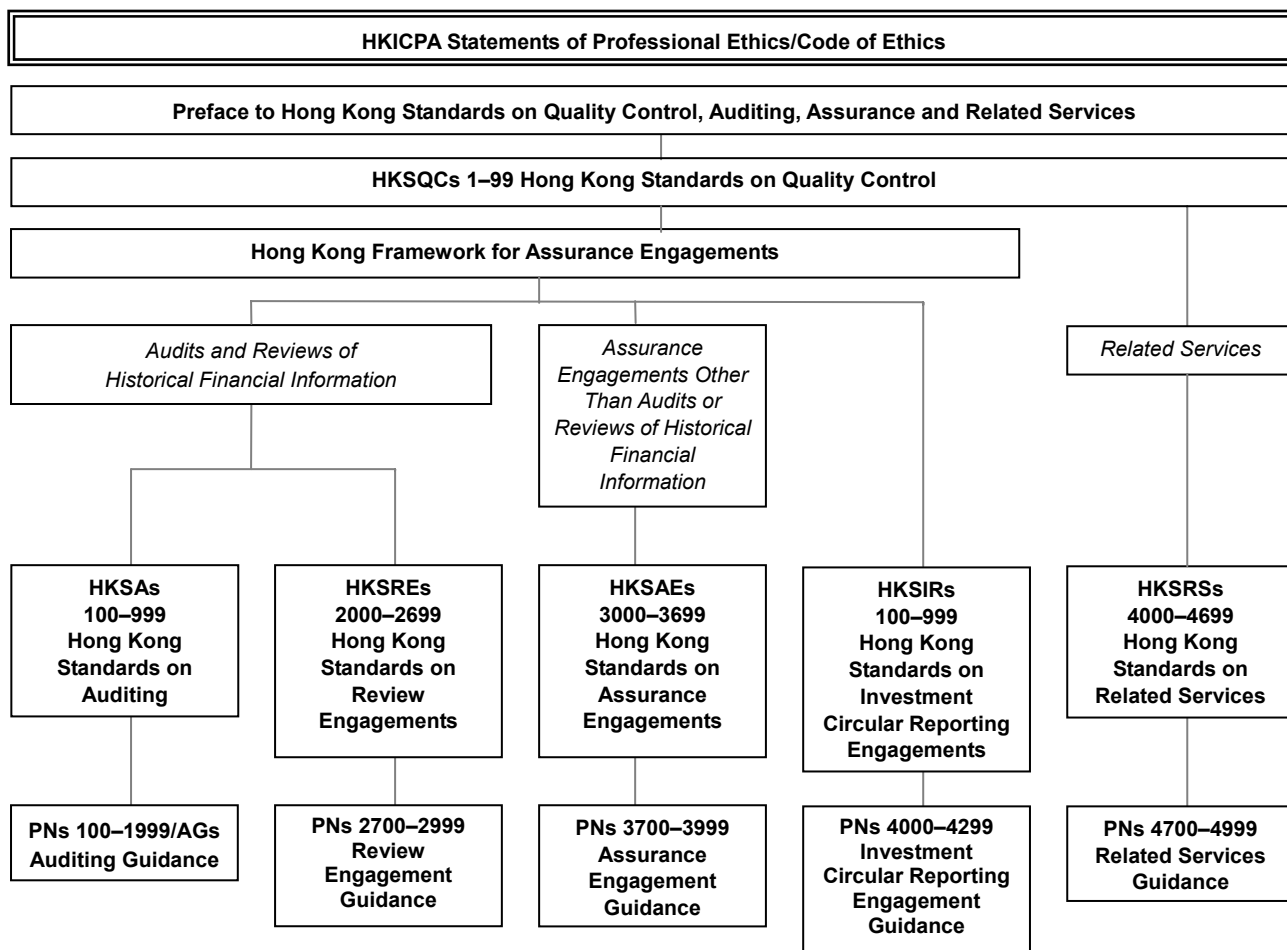 HKICPA Statements of Professional Ethics/Code of Ethics
Preface to Hong Kong Standards on Quality Control, Auditing, Assurance and Related Services
HKSQCs 1–99 Hong Kong Standards on Quality Control
Hong Kong Framework for Assurance Engagements
Audits and Reviews of
Historical Financial Information
Assurance
Engagements Other
Than Audits or
Reviews of Historical
Financial
Information
Related Services
HKSAs
100–999
Hong Kong
Standards on
Auditing
HKSREs
2000–2699
Hong Kong
Standards on
Review
Engagements
HKSAEs
3000–3699
Hong Kong
Standards on
Assurance
Engagements
HKSIRs
100–999
Hong Kong
Standards on
Investment
Circular Reporting
Engagements
HKSRSs
4000–4699
Hong Kong
Standards on
Related Services
PNs 100–1999/AGs
Auditing Guidance
PNs 2700–2999
Review
Engagement
Guidance
PNs 3700–3999
Assurance
Engagement
Guidance
PNs 4000–4299
Investment
Circular Reporting
Engagement
Guidance
PNs 4700–4999
Related Services
Guidance